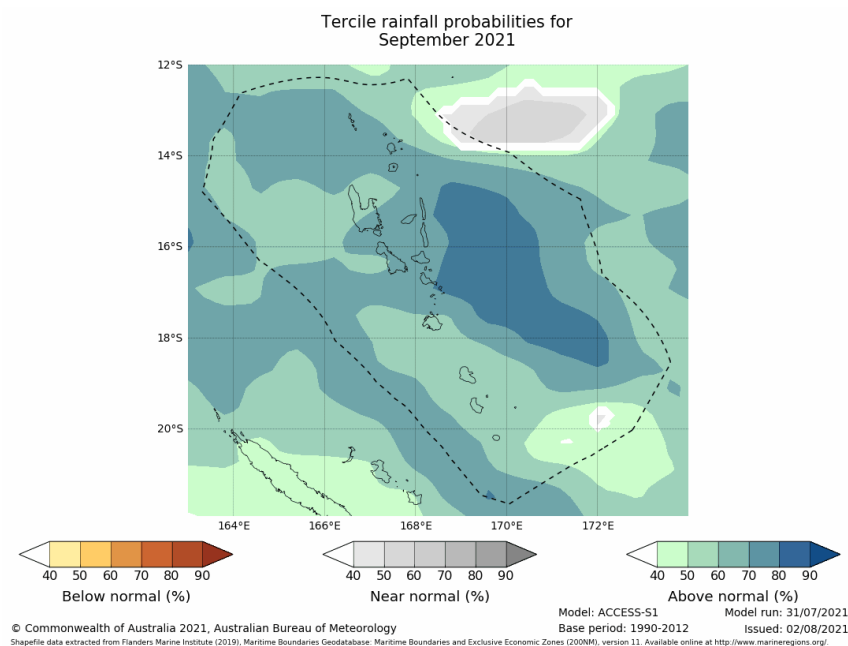 Tercile rainfall probabilities for
September 2021
12°S
14°S
16°S
18°S
20°S
164°E 166°E 168°E 170°E 172°E
40 50 60 70 80 90 40 50 60 70 80 90 40 50 60 70 80 90
Below normal (%) Near normal (%) Above normal (%)
Model: ACCESS-S1 Model run: 31/07/2021
© Commonwealth of Australia 2021, Australian Bureau of Meteorology Base period: 1990-2012 Issued: 02/08/2021
Shapefile data extracted from Flanders Marine Institute (2019), Maritime Boundaries Geodatabase: Maritime Boundaries and Exclusive Economic Zones (200NM), version 11. Available online at http://www.marineregions.org/.